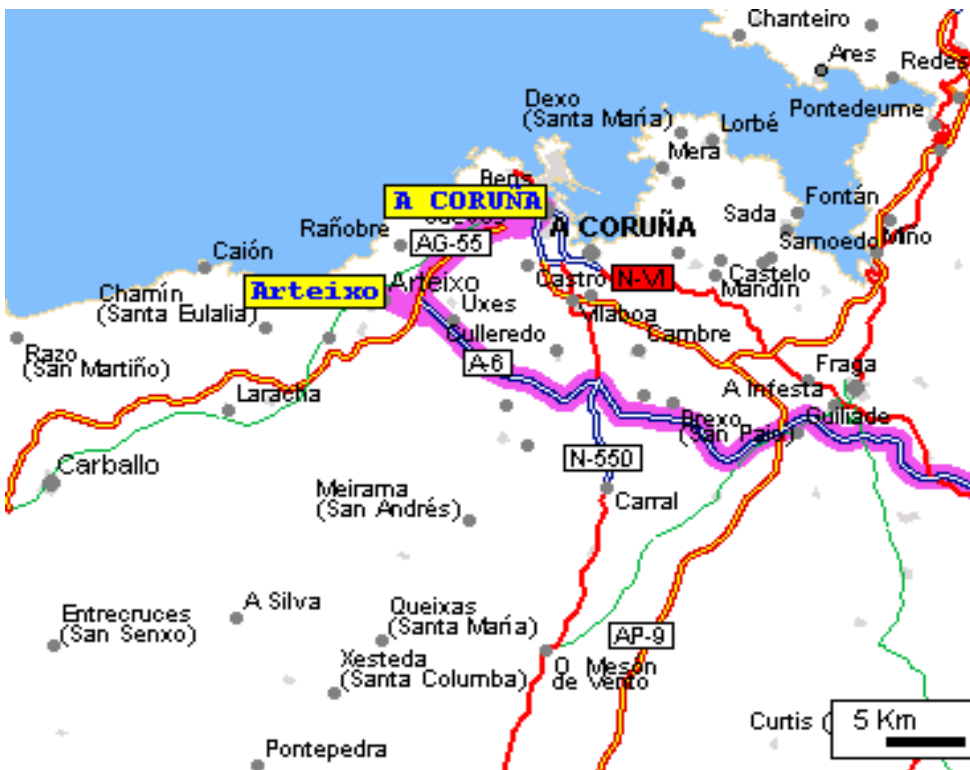 Chanteiro
Ares
Redes
Dexo
(Santa María)
Lorbé
Pontedeume
Mera
Bens
A CORUÑA
Fontán
Sada
Rañobre
A CORUÑA
Samoedo
Miño
AG-55
Caión
Castro
N-VI
Castelo
Mandín
Arteixo
Arteixo
Chamín
(Santa Eulalia)
Uxes
Vilaboa
Culleredo
Cambre
Razo
(San Martiño)
A-6
Fraga
A Infesta
Laracha
Brexo
(San Paio)
Guiliade
Carballo
N-550
Meirama
(San Andrés)
Carral
Entrecruces
(San Senxo)
A Silva
Queixas
(Santa María)
AP-9
Xesteda
(Santa Columba)
O Mesón
de Vento
Curtis (
5 Km
Pontepedra